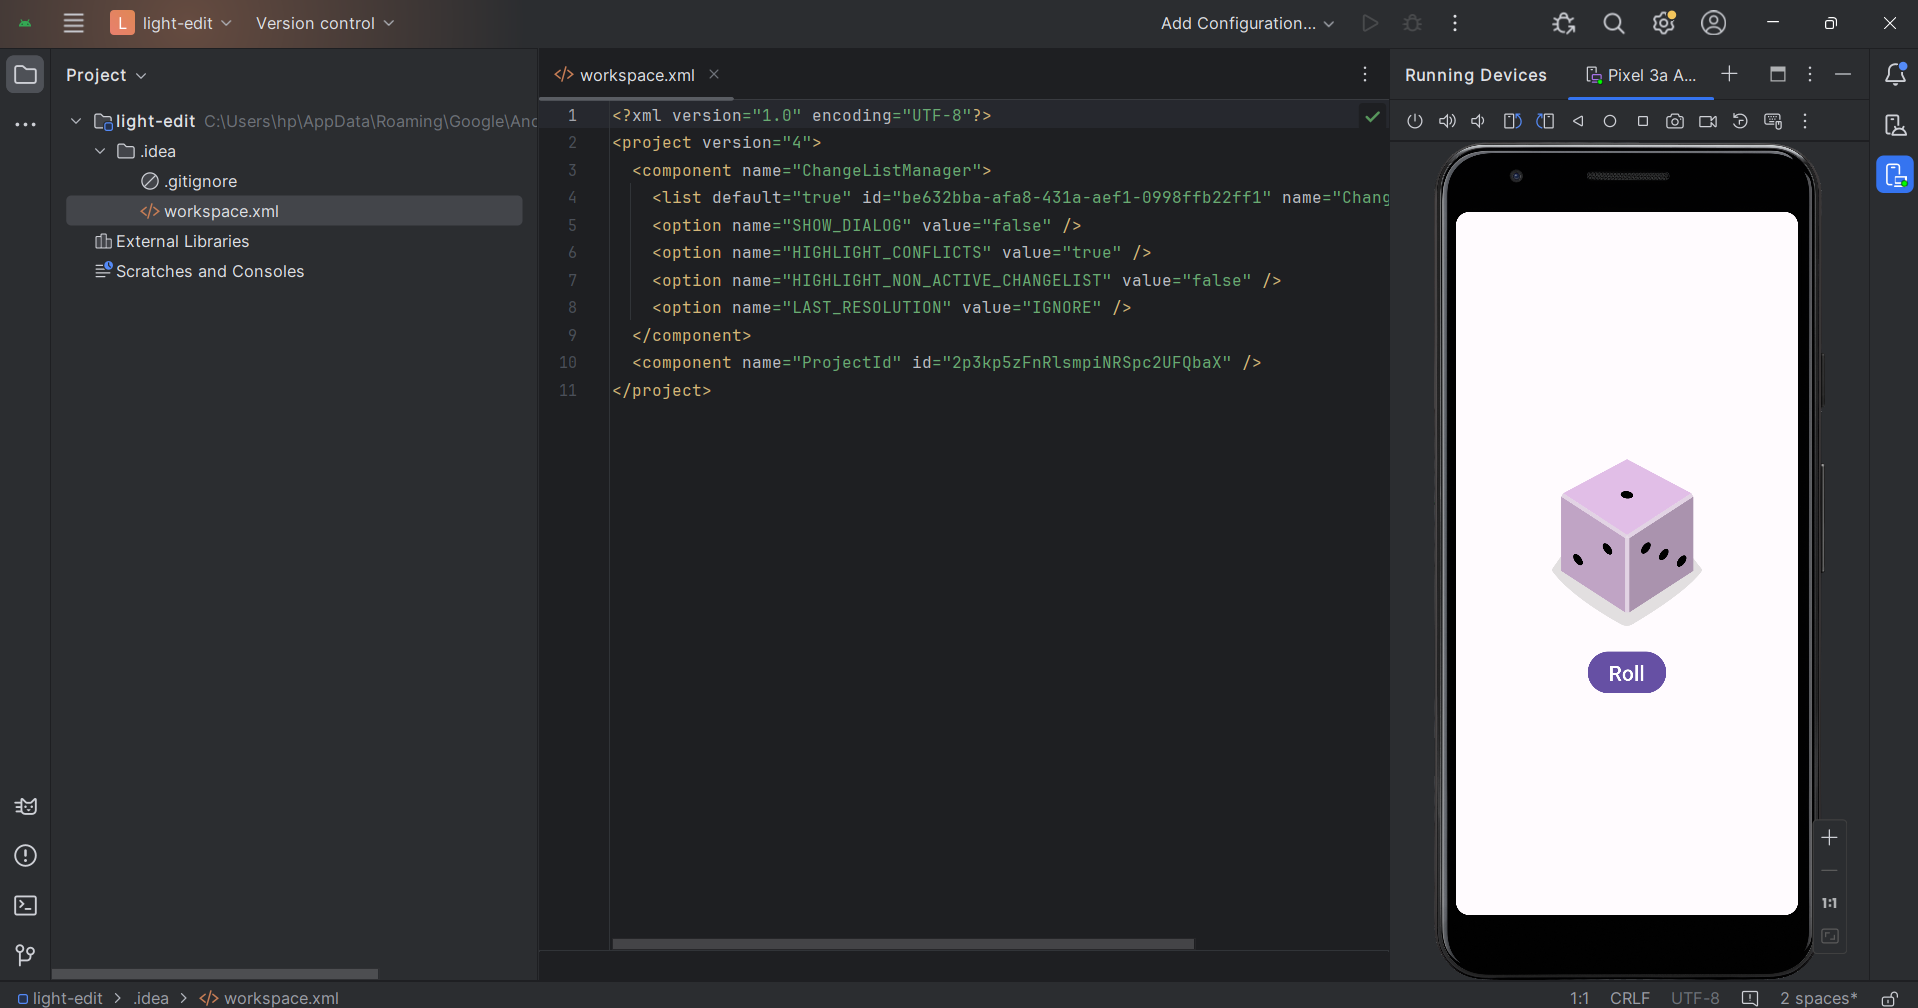 L light-edit Version control Add Configuration...
Project
workspace.xml
Running Devices Pixel 3a A...
light-edit C:\Users\hp\AppData\Roaming\Google\And
.idea
.gitignore
workspace.xml
External Libraries
Scratches and Consoles
1 <?xml version="1.0" encoding="UTF-8"?>
2 <project version="4">
3 <component name="ChangeListManager">
4 <list default="true" id="be632bba-afa8-431a-aef1-0998ffb22ff1" name="Chang
5 <option name="SHOW_DIALOG" value="false" />
6 <option name="HIGHLIGHT_CONFLICTS" value="true" />
7 <option name="HIGHLIGHT_NON_ACTIVE_CHANGELIST" value="false" />
8 <option name="LAST_RESOLUTION" value="IGNORE" />
9 </component>
10 <component name="ProjectId" id="2p3kp5zFnRlsmpiNRSpc2UFQbaX" />
11 </project>
Roll
1:1
light-edit > .idea > workspace.xml
1:1 CRLF UTF-8 2 spaces*